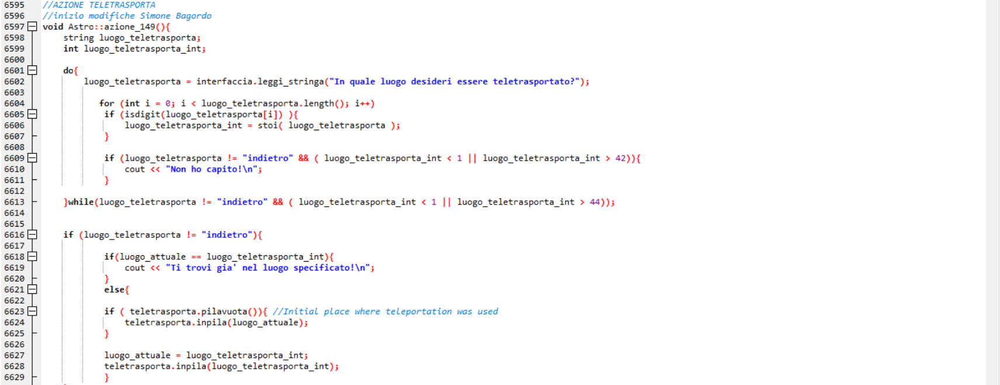 6595 //AZIONE TELETRASPORTA
6596 //inizio modifiche Simone Bagordo
6597 void Astro::azione_149(){
6598 string luogo_teletrasporta;
6599 int luogo_teletrasporta_int;
6600
6601 do{
6602 luogo_teletrasporta = interfaccia.leggi_stringa("In quale luogo desideri essere teletrasportato?");
6603
6604 for (int i = 0; i < luogo_teletrasporta.length(); i++)
6605 if (isdigit(luogo_teletrasporta[i]) ){
6606 luogo_teletrasporta_int = stoi( luogo_teletrasporta );
6607 }
6608
6609 if (luogo_teletrasporta != "indietro" && ( luogo_teletrasporta_int < 1 || luogo_teletrasporta_int > 42)){
6610 cout << "Non ho capito!\n";
6611 }
6612
6613 }while(luogo_teletrasporta != "indietro" && ( luogo_teletrasporta_int < 1 || luogo_teletrasporta_int > 44));
6614
6615
6616 if (luogo_teletrasporta != "indietro"){
6617
6618 if(luogo_attuale == luogo_teletrasporta_int){
6619 cout << "Ti trovi gia' nel luogo specificato!\n";
6620 }
6621 else{
6622
6623 if ( teletrasporta.pilavuota()){ //Initial place where teleportation was used
6624 teletrasporta.inpila(luogo_attuale);
6625 }
6626
6627 luogo_attuale = luogo_teletrasporta_int;
6628 teletrasporta.inpila(luogo_teletrasporta_int);
6629 }